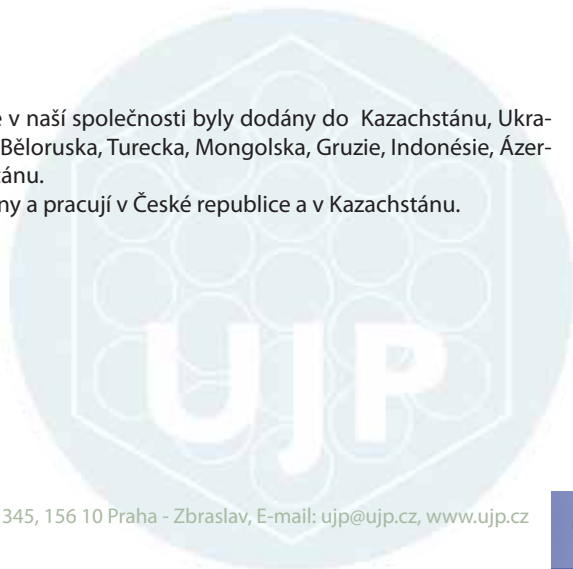 e v naší společnosti byly dodány do Kazachstánu, Ukra-
Běloruska, Turecka, Mongolska, Gruzie, Indonésie, Ázer-
tánu.
ny a pracují v České republice a v Kazachstánu.
UJP
345, 156 10 Praha - Zbraslav, E-mail: ujp@ujp.cz, www.ujp.cz